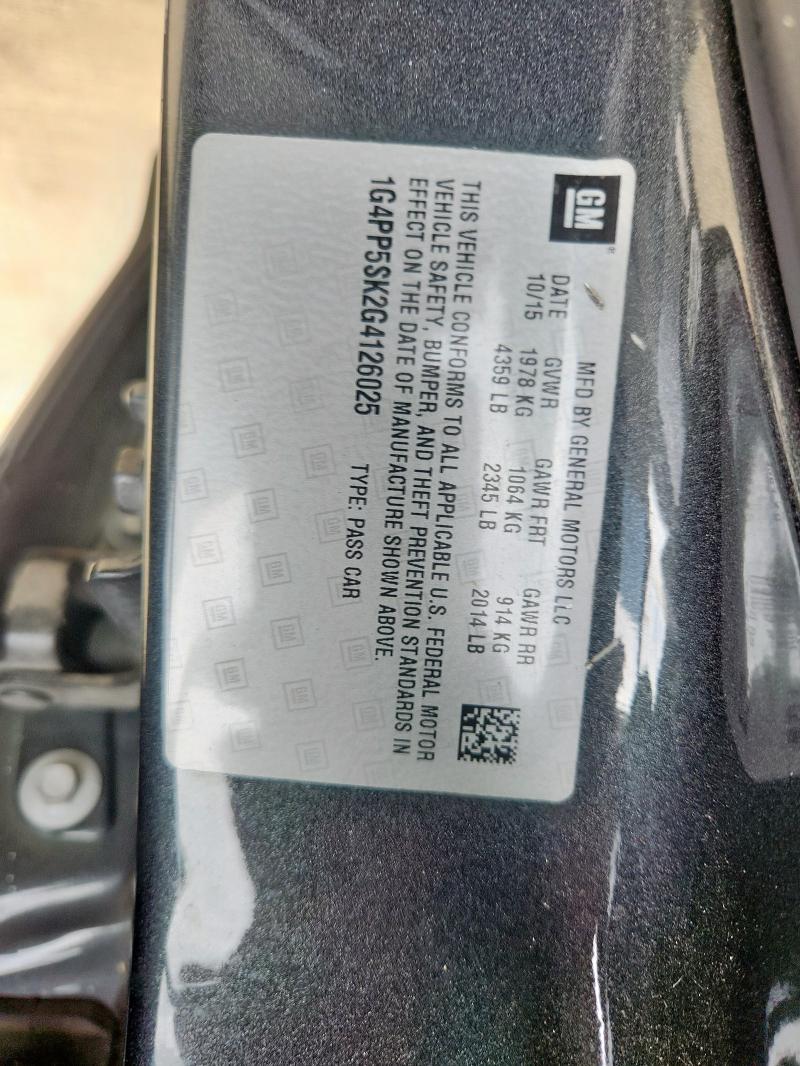 GM®
MFD BY GENERAL MOTORS LLC
DATE GVWR GAWR FRT GAWR RR
10/15 1978 KG 1064 KG 914 KG
4359 LB 2345 LB 2014 LB
THIS VEHICLE CONFORMS TO ALL APPLICABLE U.S. FEDERAL MOTOR
VEHICLE SAFETY, BUMPER, AND THEFT PREVENTION STANDARDS IN
EFFECT ON THE DATE OF MANUFACTURE SHOWN ABOVE.
1G4PP5SK2G4126025 TYPE: PASS CAR